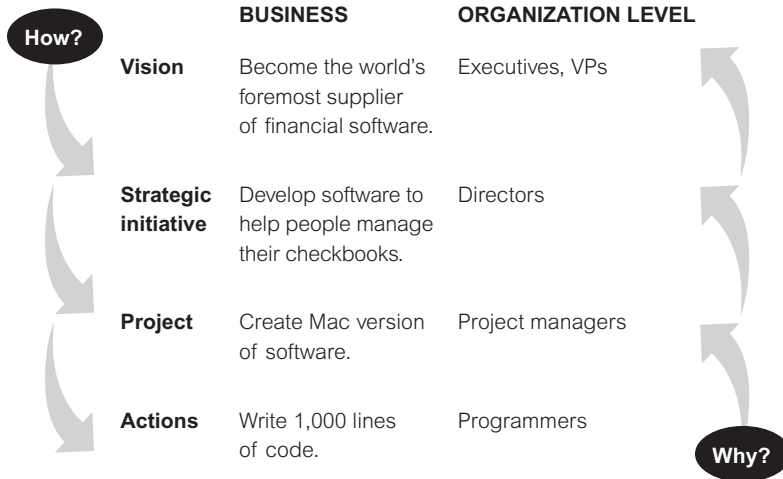 BUSINESS ORGANIZATION LEVEL
How?
Vision Become the world's Executives, VPs
foremost supplier
of financial software.
Strategic Develop software to Directors
initiative help people manage
their checkbooks.
Project Create Mac version Project managers
of software.
Actions Write 1,000 lines Programmers
of code.
Why?